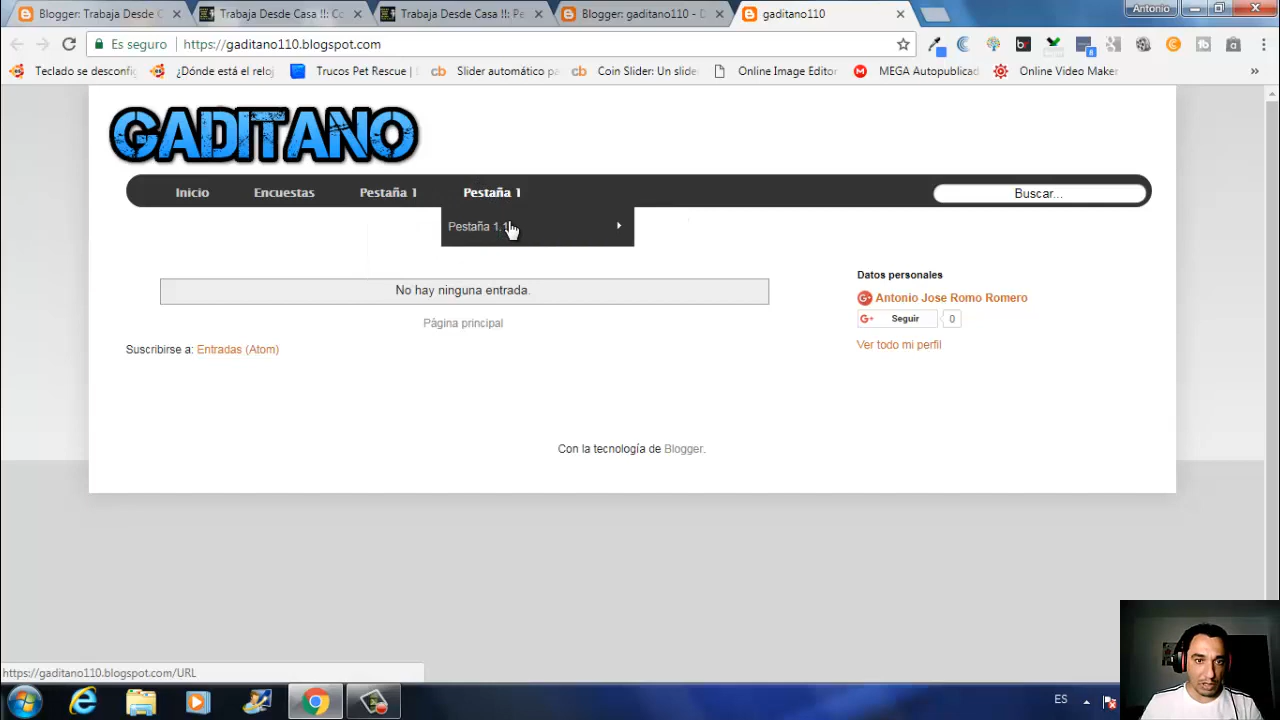 Blogger: Trabaja Desde C
Trabaja Desde Casa !!: Co
Trabaja Desde Casa !!: Pe
Blogger: gaditano110 - D
gaditano110
Antonio
Es seguro
https://gaditano110.blogspot.com
Teclado se desconfig
¿Dónde está el reloj
Trucos Pet Rescue |
Slider automático pa
Coin Slider: Un slide
Online Image Editor
MEGA Autopublicad
Online Video Maker
»
GADITANO
Inicio
Encuestas
Pestaña 1
Pestaña 1
Buscar...
Pestaña 1.1
No hay ninguna entrada.
Datos personales
Antonio Jose Romo Romero
Seguir
0
Página principal
Ver todo mi perfil
Suscribirse a: Entradas (Atom)
Con la tecnología de Blogger.
https://gaditano110.blogspot.com/URL
ES